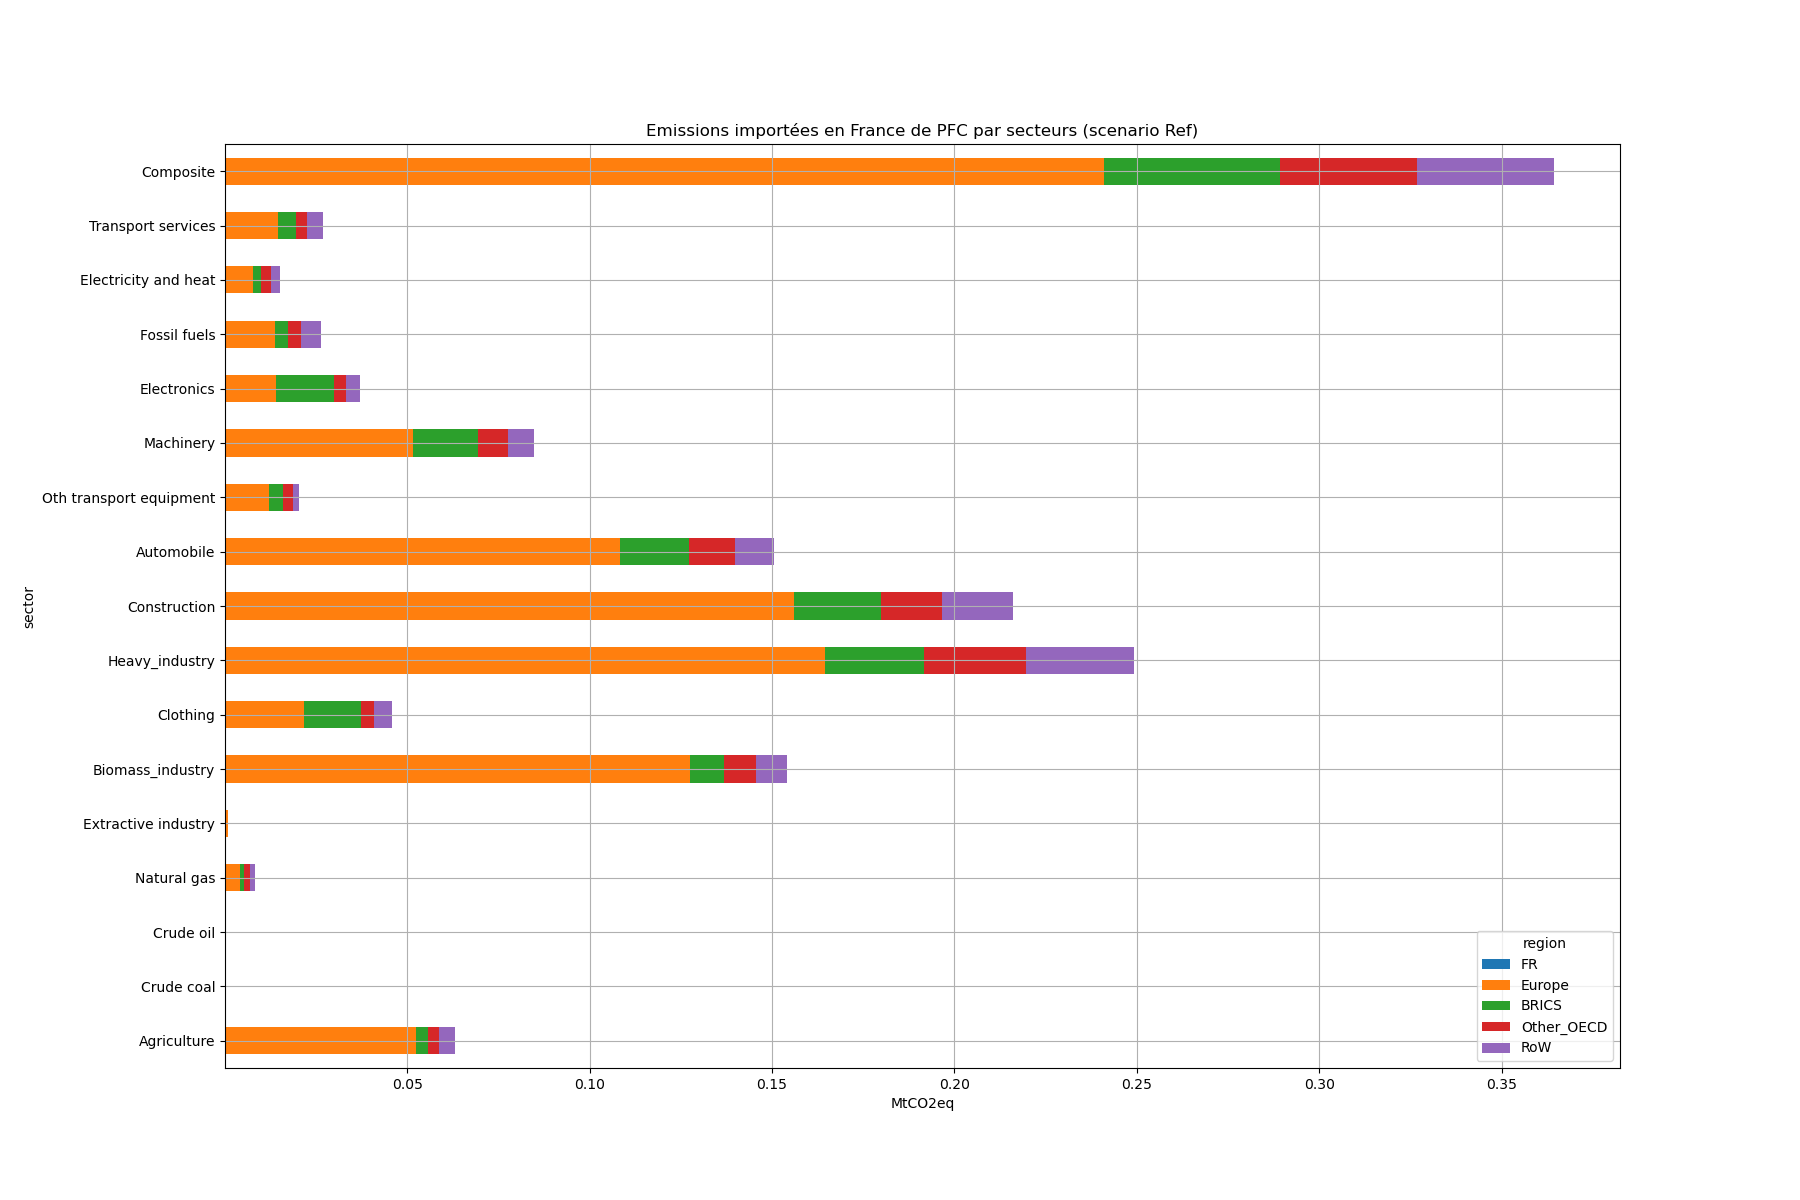 Emissions importées en France de PFC par secteurs (scenario Ref)
Composite
Transport services
Electricity and heat
Fossil fuels
Electronics
Machinery
Oth transport equipment
Automobile
Construction
Heavy_industry
Clothing
Biomass_industry
Extractive industry
Natural gas
Crude oil
Crude coal
Agriculture
sector
region
FR
Europe
BRICS
Other_OECD
RoW
0.05 0.10 0.15 0.20 0.25 0.30 0.35
MtCO2eq